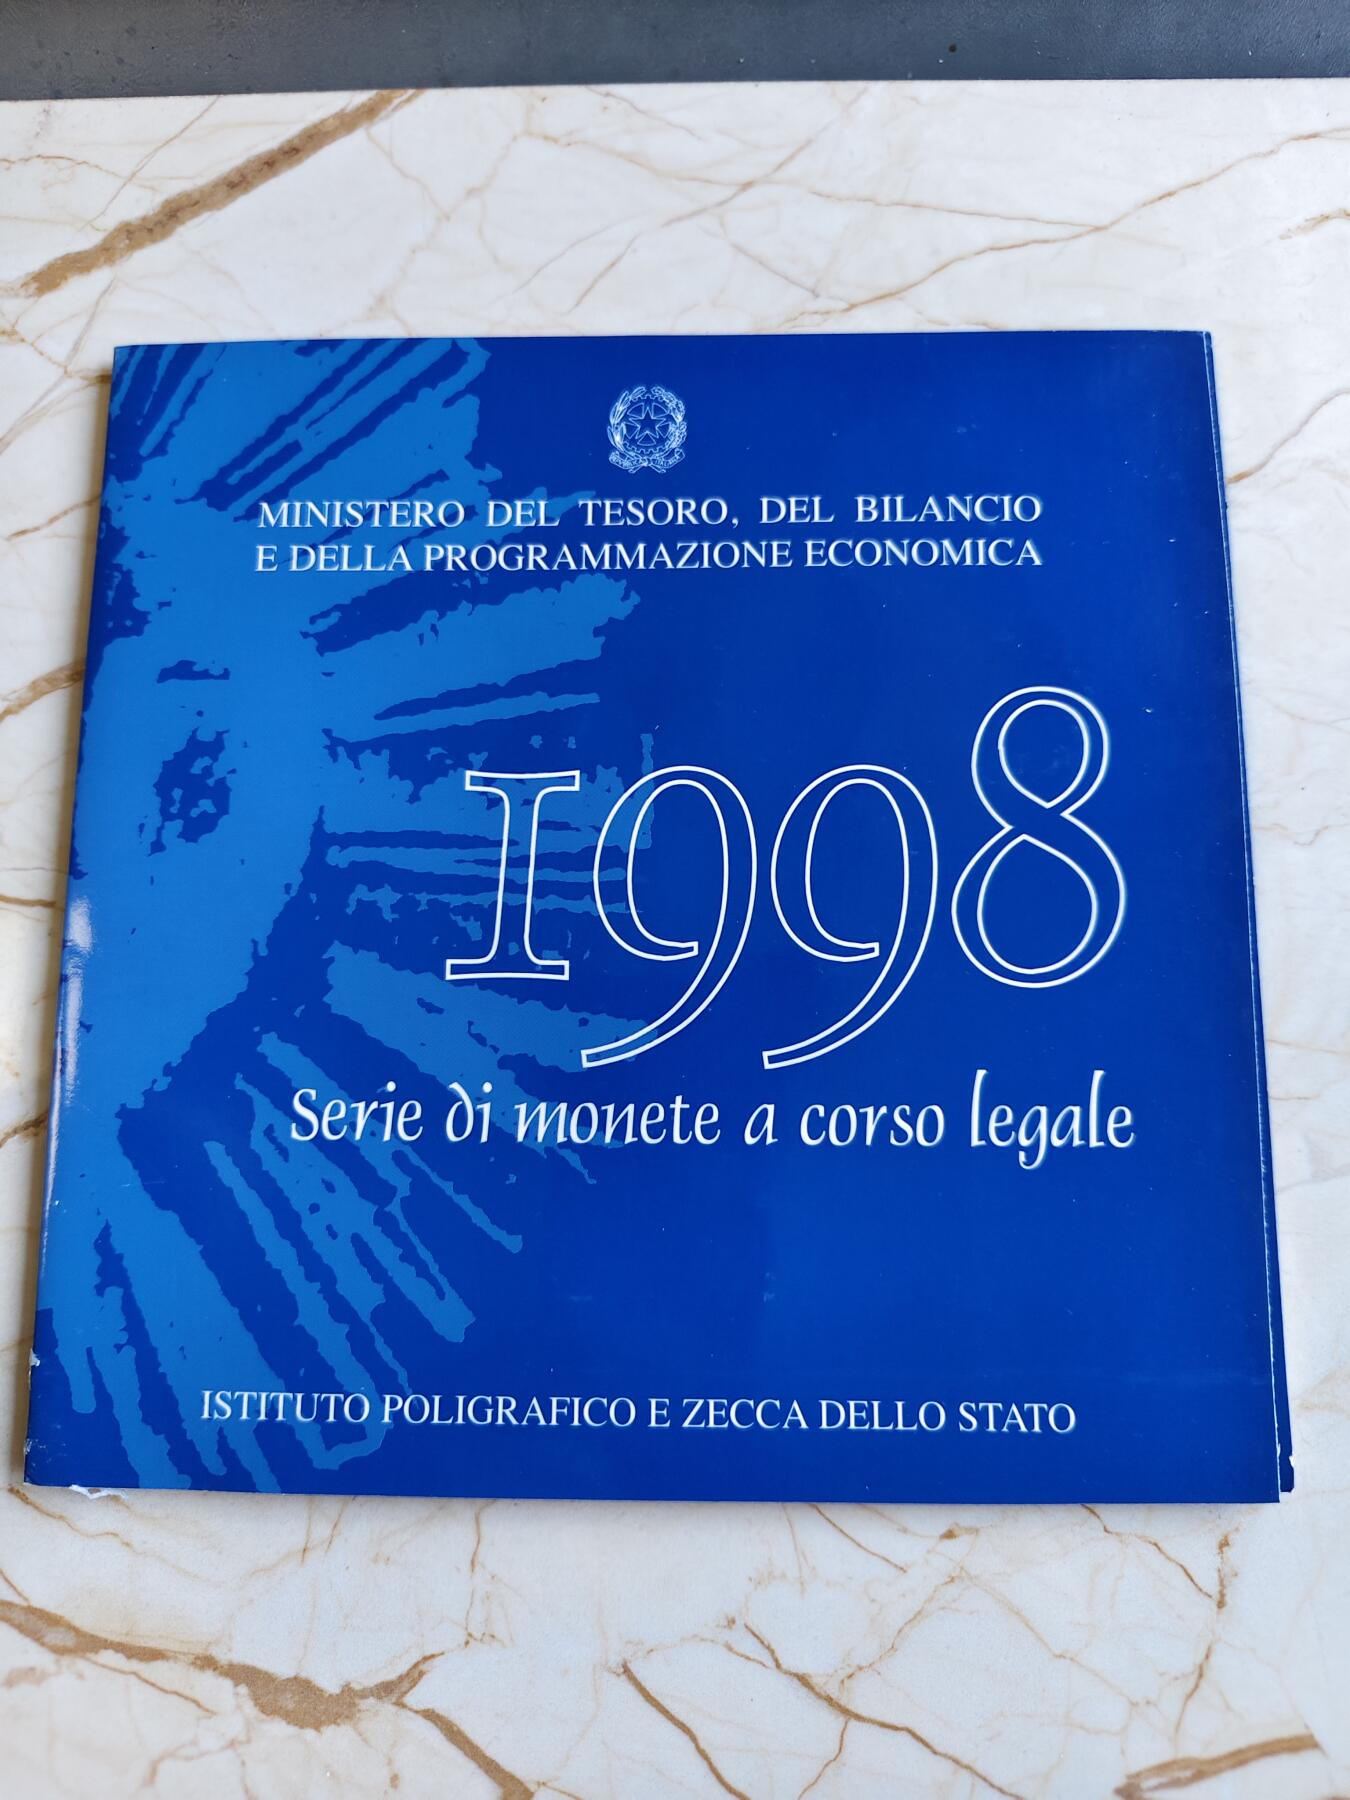 MINISTERO DEL TESORO, DEL BILANCIO
E DELLA PROGRAMMAZIONE ECONOMICA
1998
Serie di monete a corso legale
ISTITUTO POLIGRAFICO E ZECCA DELLO STATO